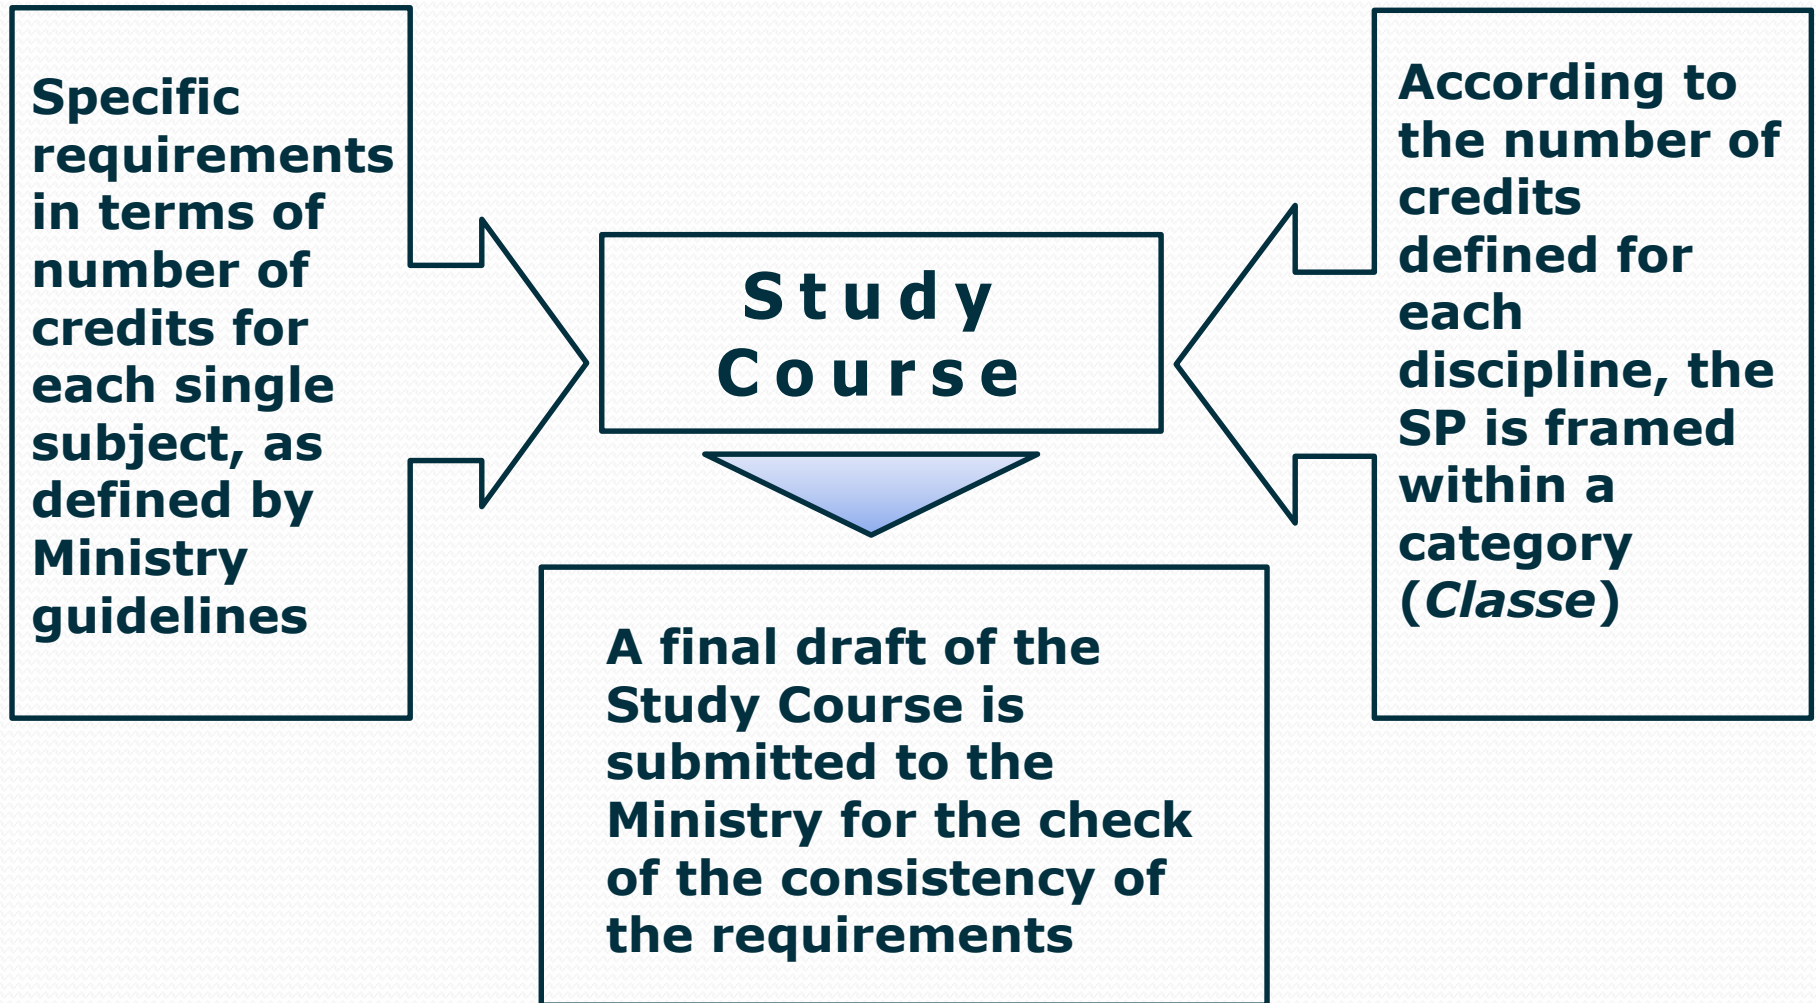 Specific
requirements
in terms of
number of
credits for
each single
subject, as
defined by
Ministry
guidelines
Study
Course
According to
the number of
credits
defined for
each
discipline, the
SP is framed
within a
category
(Classe)
A final draft of the
Study Course is
submitted to the
Ministry for the check
of the consistency of
the requirements